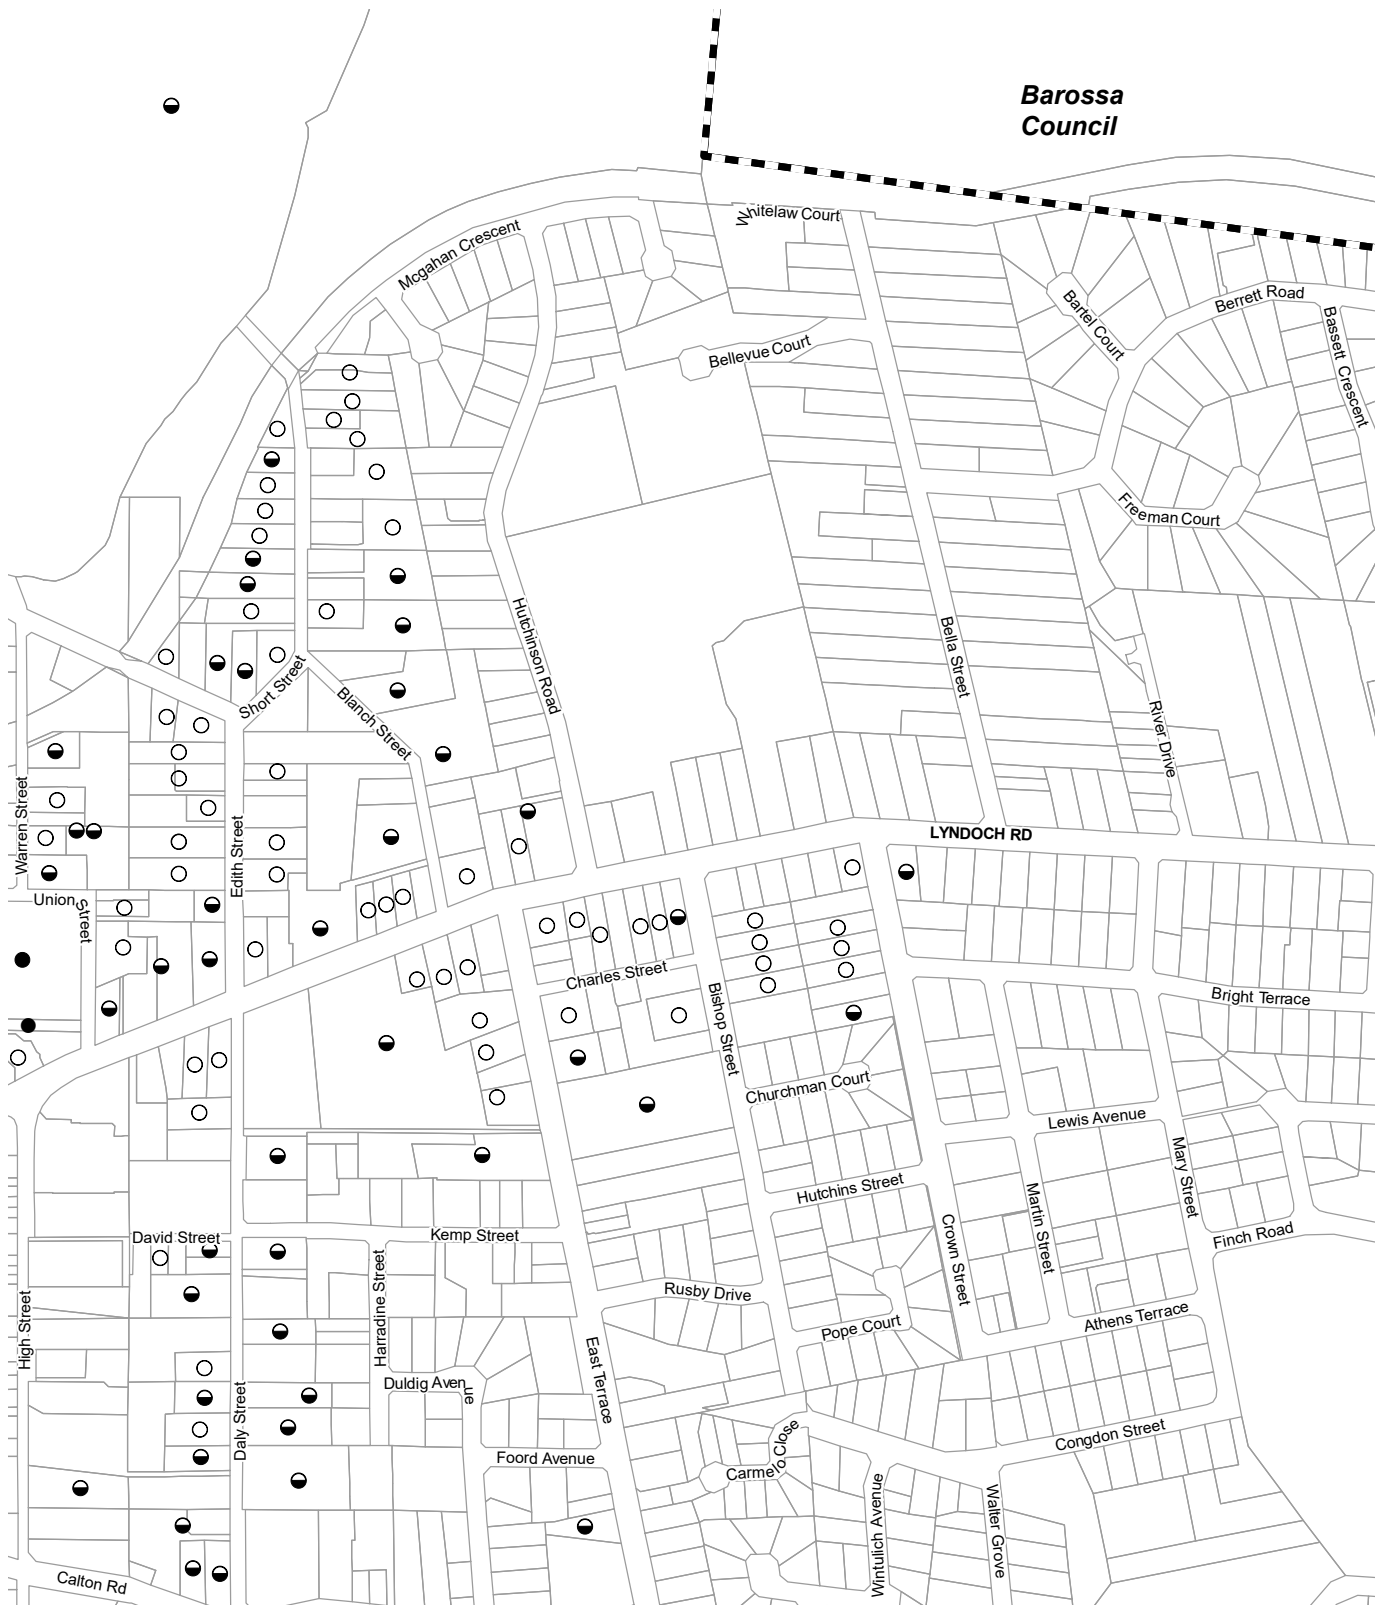 Barossa
Council
Whitelaw Court
Mcgahan Crescent
Bartel Court
Berrett Road
Bassett Crescent
Bellevue Court
Freeman Court
Hutchinson Road
Bella Street
Short Street
Blanch Street
River Drive
Warren Street
Edith Street
LYNDOCH RD
Union Street
Charles Street
Bishop Street
Bright Terrace
Churchman Court
Lewis Avenue
Mary Street
Hutchins Street
Martin Street
Crown Street
David Street
Kemp Street
Finch Road
Harradine Street
High Street
Rusby Drive
Pope Court
Athens Terrace
East Terrace
Duldig Avenue
Daly Street
Congdon Street
Carmelo Close
Foord Avenue
Wintulich Avenue
Walter Grove
Calton Rd